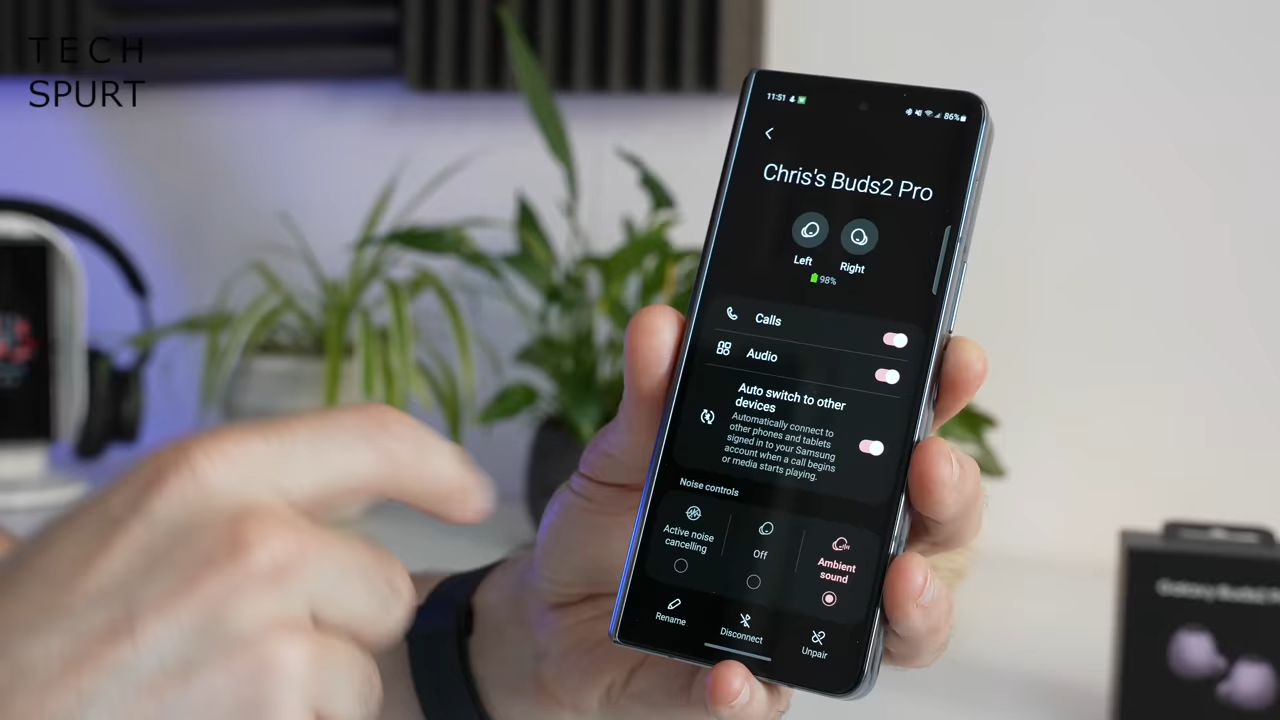 TECH
SPURT
11:51
86%
Chris's Buds2 Pro
Left
Right
98%
Calls
Audio
Auto switch to other
devices
Automatically connect to
other phones and tablets
signed in to your Samsung
account when a call begins
or media starts playing.
Noise controls
Active noise
cancelling
Off
Ambient
sound
Rename
Disconnect
Unpair
Galaxy Buds2